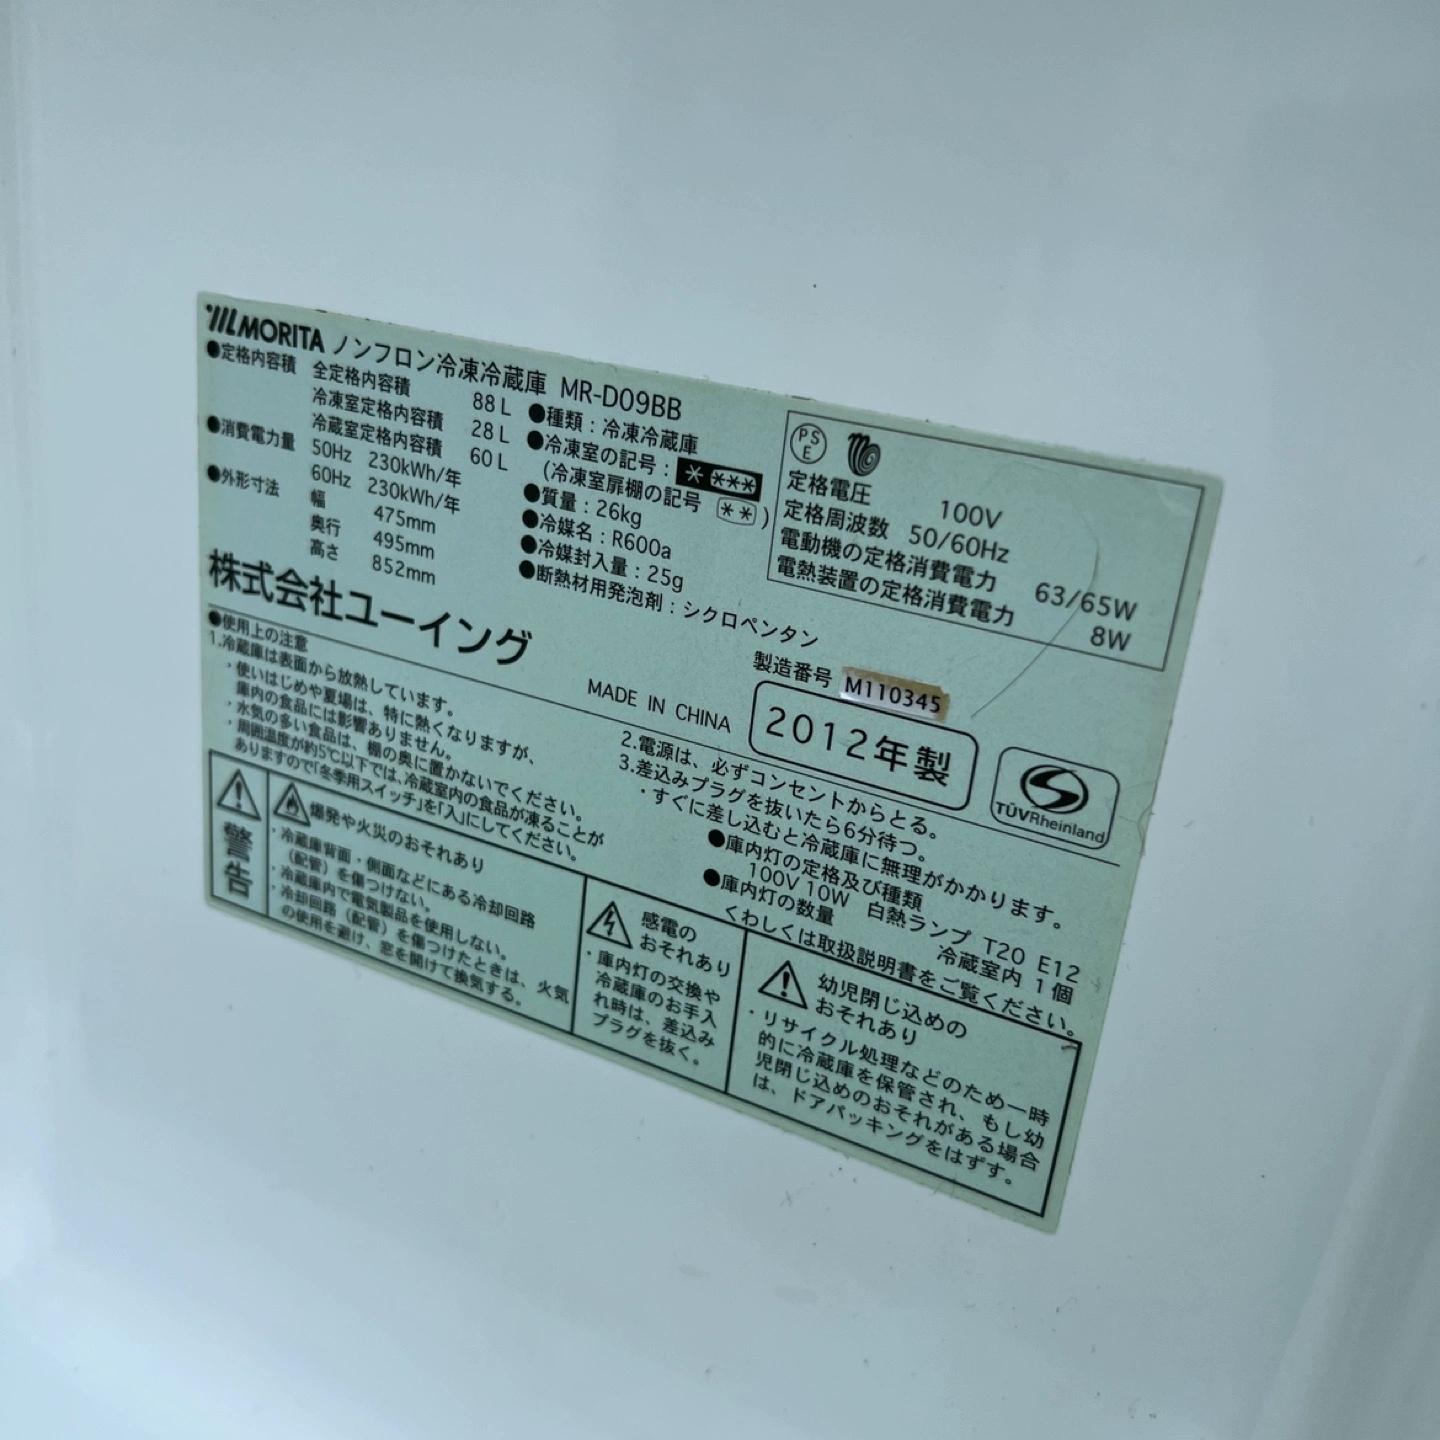 MORITA ノンフロン冷凍冷蔵庫 MR-D09BB
●定格内容積 全定格内容積 88L
冷凍室定格内容積 28L
冷蔵室定格内容積 60L
●消費電力量 50Hz 230kWh/年
60Hz 230kWh/年
●外形寸法 幅 475mm
奥行 495mm
高さ 852mm
●種類:冷凍冷蔵庫
●冷凍室の記号:* ***
(冷凍室扉棚の記号 **)
●質量:26kg
●冷媒名:R600a
●冷媒封入量:25g
●断熱材用発泡剤:シクロペンタン
PSE
定格電圧 100V
定格周波数 50/60Hz
電動機の定格消費電力 63/65W
電熱装置の定格消費電力 8W
株式会社ユーイング
MADE IN CHINA
製造番号 M110345
2012年製
TÜVRheinland
●使用上の注意
1.冷蔵庫は表面から放熱しています。
・使いはじめや夏場は、特に熱くなりますが、
庫内の食品には影響ありません。
・水気の多い食品は、棚の奥に置かないでください。
周囲温度が約5℃以下では、冷蔵室内の食品が凍ることが
ありますので「冬季用スイッチ」を「入」にしてください。
2.電源は、必ずコンセントからとる。
3.差込みプラグを抜いたら6分待つ。
・すぐに差し込むと冷蔵庫に無理がかかります。
●庫内灯の定格及び種類
100V 10W 白熱ランプ T20 E12
●庫内灯の数量 冷蔵室内 1個
くわしくは取扱説明書をご覧ください。
警告
爆発や火災のおそれあり
・冷蔵庫背面・側面などにある冷却回路
(配管)を傷つけない。
・冷蔵庫内で電気製品を使用しない。
・冷却回路(配管)を傷つけたときは、火気
の使用を避け、窓を開けて換気する。
感電の
おそれあり
・庫内灯の交換や
冷蔵庫のお手入
れ時は、差込み
プラグを抜く。
幼児閉じ込めの
おそれあり
・リサイクル処理などのため一時
的に冷蔵庫を保管され、もし幼
児閉じ込めのおそれがある場合
は、ドアパッキングをはずす。